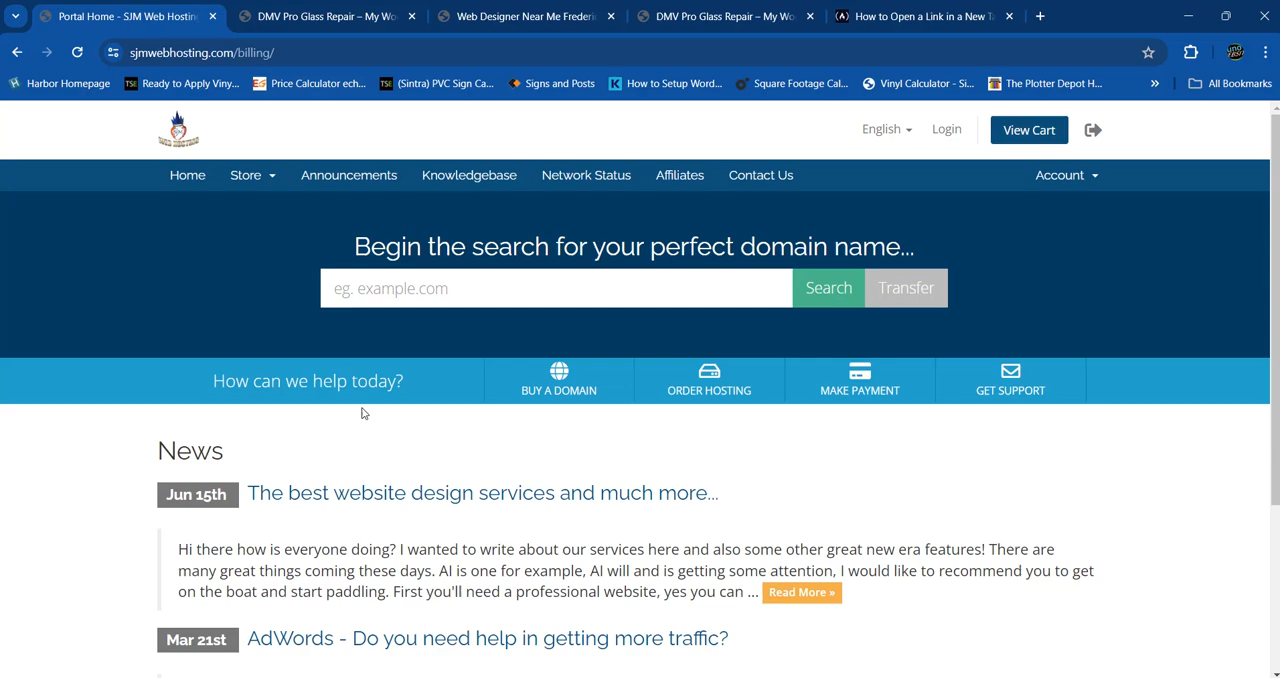 Portal Home - SJM Web Hosting
DMV Pro Glass Repair – My Wo
Web Designer Near Me Frederi
DMV Pro Glass Repair – My Wo
How to Open a Link in a New Ta
sjmwebhosting.com/billing/
Harbor Homepage
Ready to Apply Viny...
Price Calculator ech...
(Sintra) PVC Sign Ca...
Signs and Posts
How to Setup Word...
Square Footage Cal...
Vinyl Calculator - Si...
The Plotter Depot H...
All Bookmarks
English
Login
View Cart
Home
Store
Announcements
Knowledgebase
Network Status
Affiliates
Contact Us
Account
Begin the search for your perfect domain name...
eg. example.com
Search
Transfer
How can we help today?
BUY A DOMAIN
ORDER HOSTING
MAKE PAYMENT
GET SUPPORT
News
Jun 15th
The best website design services and much more...
Hi there how is everyone doing? I wanted to write about our services here and also some other great new era features! There are
many great things coming these days. AI is one for example, AI will and is getting some attention, I would like to recommend you to get
on the boat and start paddling. First you'll need a professional website, yes you can ...
Read More »
Mar 21st
AdWords - Do you need help in getting more traffic?